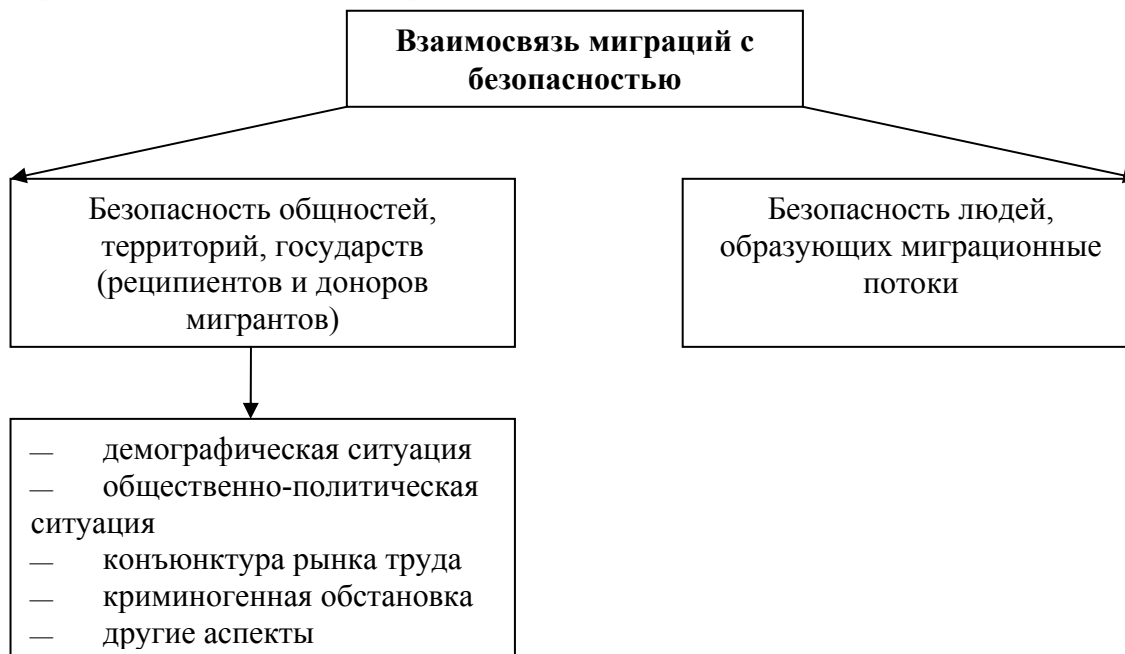 Взаимосвязь миграций с
безопасностью
Безопасность общностей,
территорий, государств
(реципиентов и доноров
мигрантов)
Безопасность людей,
образующих миграционные
потоки
— демографическая ситуация
— общественно-политическая
ситуация
— конъюнктура рынка труда
— криминогенная обстановка
— другие аспекты